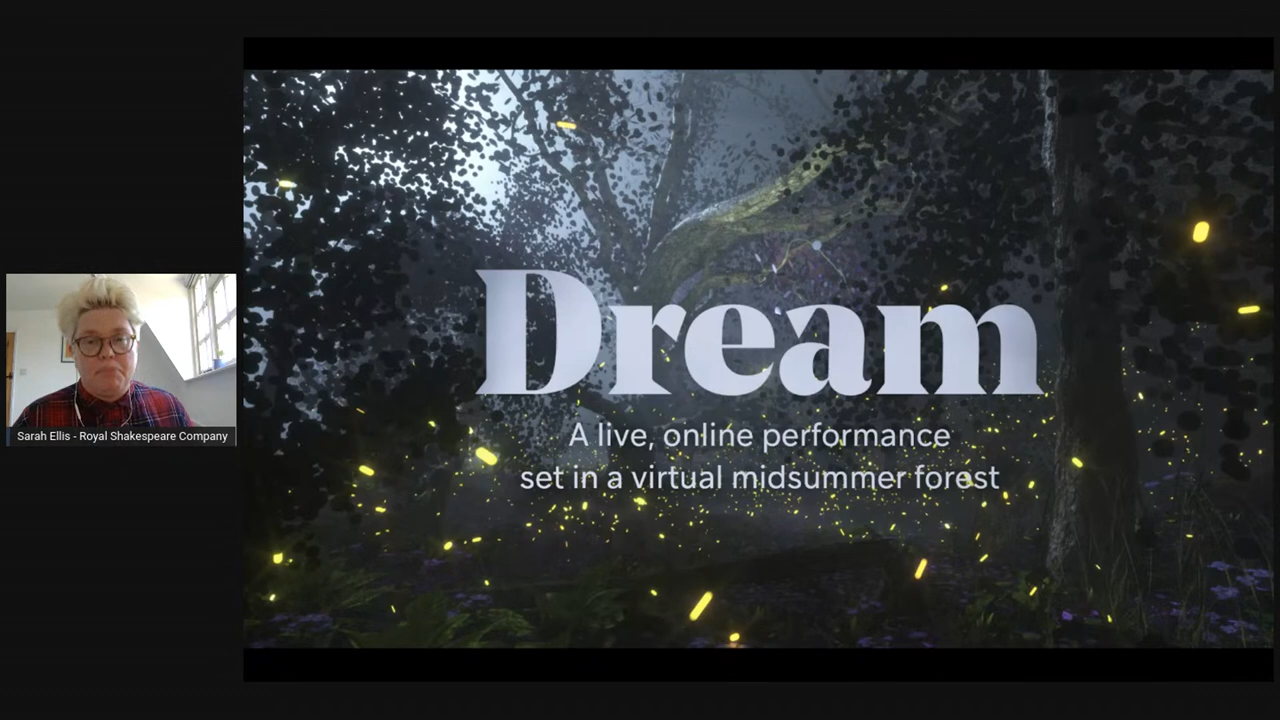 Dream
A live, online performance
set in a virtual midsummer forest
Sarah Ellis - Royal Shakespeare Company